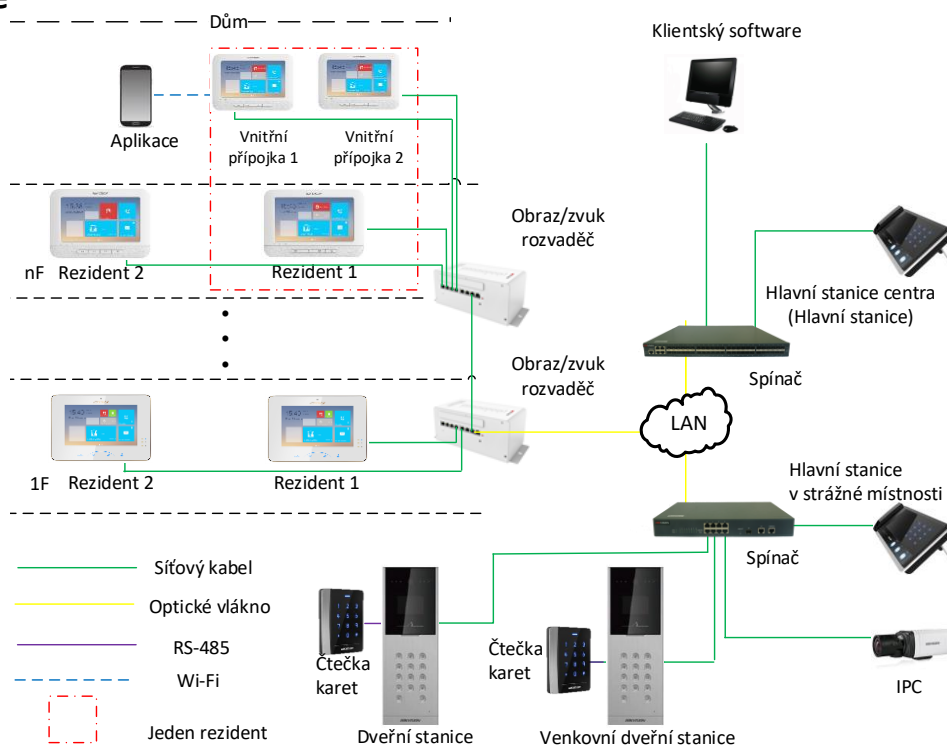 Dům
Klientský software
Aplikace
Vnitřní
přípojka 1
Vnitřní
přípojka 2
Obraz/zvuk
rozvaděč
nF
Rezident 2
Rezident 1
Hlavní stanice centra
(Hlavní stanice)
Obraz/zvuk
rozvaděč
Spínač
LAN
Hlavní stanice
v strážné místnosti
1F
Rezident 2
Rezident 1
Spínač
Síťový kabel
Optické vlákno
RS-485
Wi-Fi
Jeden rezident
Čtečka
karet
Dveřní stanice
Čtečka
karet
Venkovní dveřní stanice
IPC